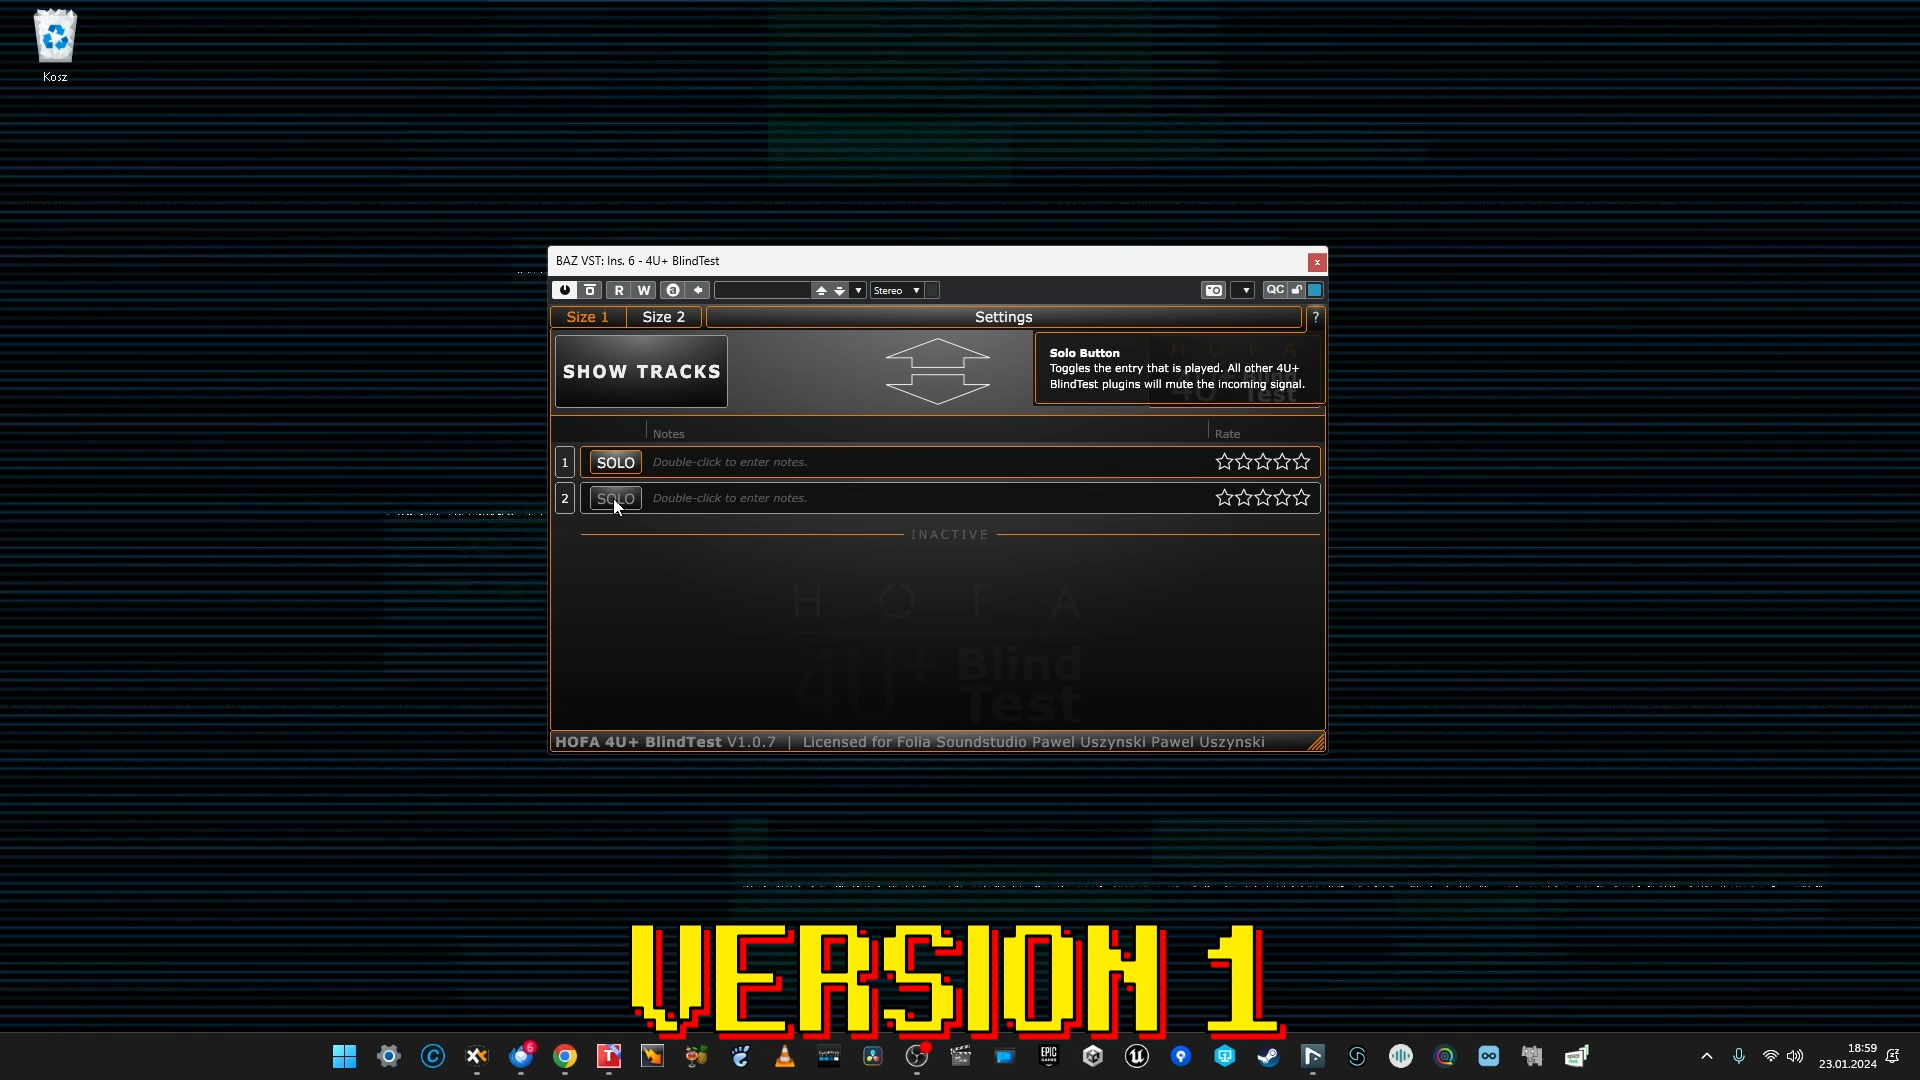 Kosz
BAZ VST: Ins. 6 - 4U+ BlindTest
x
R W a Stereo QC
Size 1 Size 2 Settings ?
SHOW TRACKS
Solo Button
Toggles the entry that is played. All other 4U+
BlindTest plugins will mute the incoming signal.
Test
Notes Rate
1 SOLO Double-click to enter notes.
2 SOLO Double-click to enter notes.
INACTIVE
H O F A
4U+ Blind
Test
HOFA 4U+ BlindTest V1.0.7 | Licensed for Folia Soundstudio Pawel Uszynski Pawel Uszynski
VERSION 1
6
EPIC
GAMES
18:59
23.01.2024